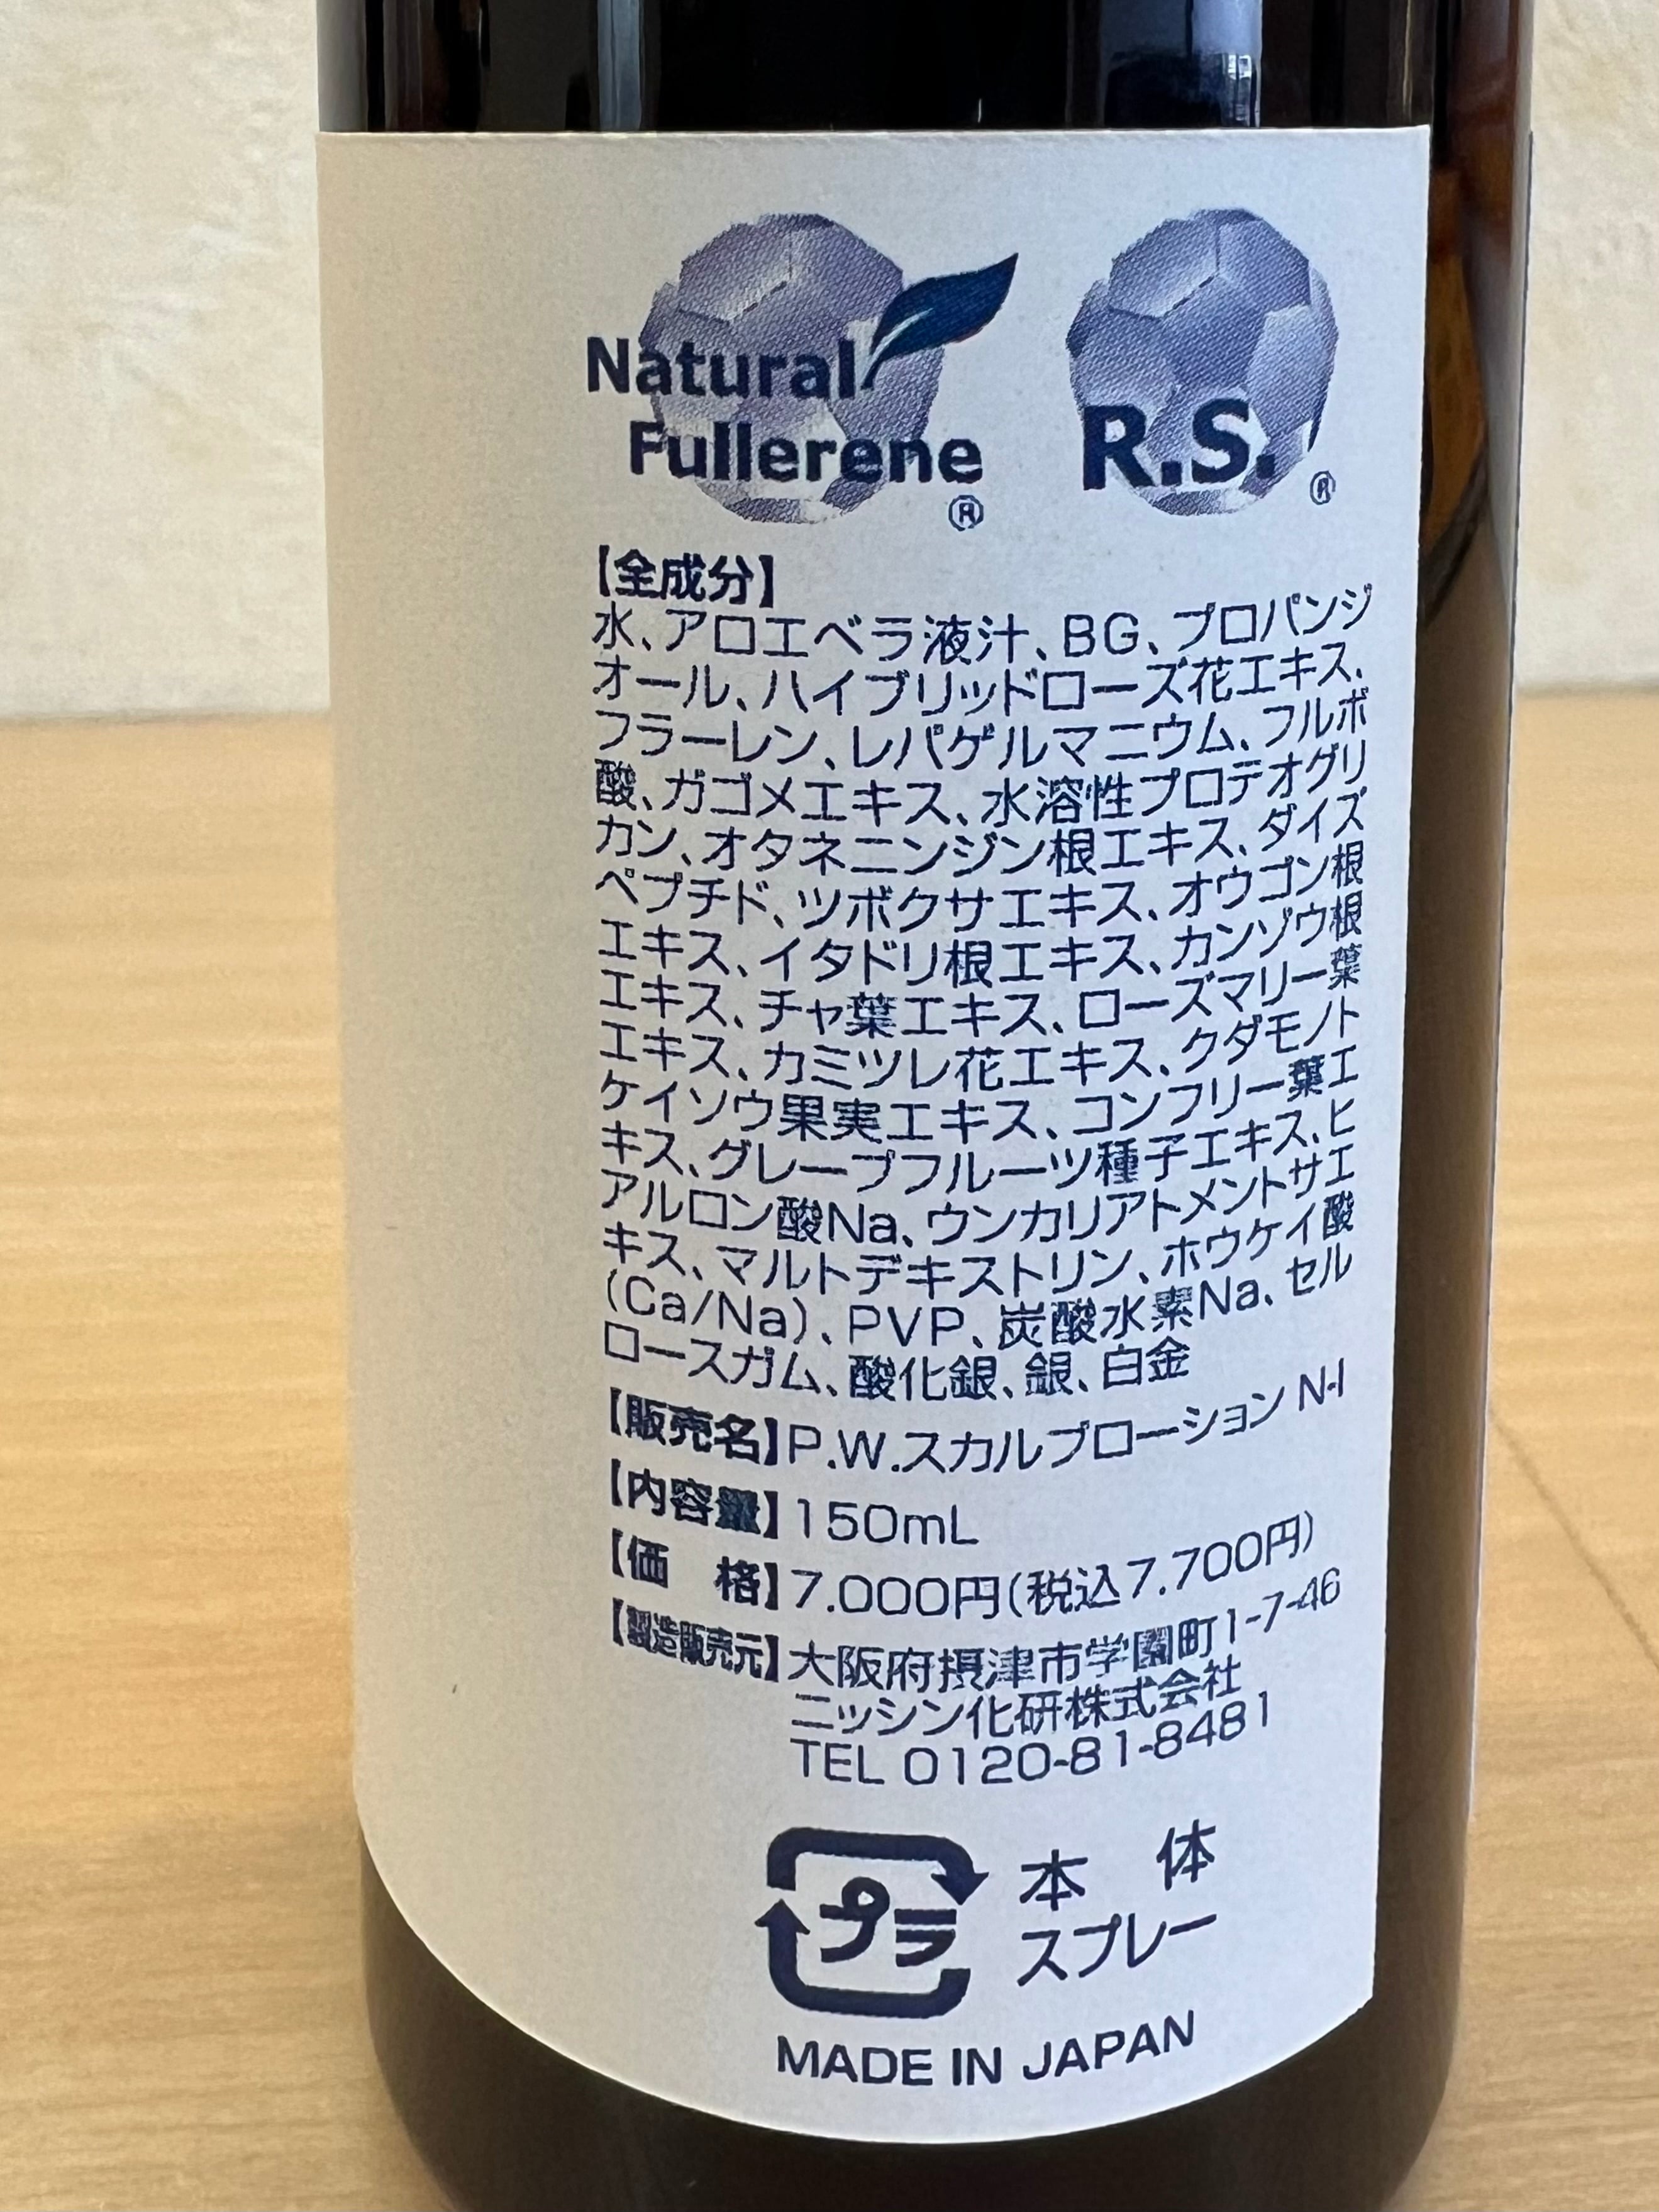 Natural
Fullerene
®
R.S.
®
【全成分】
水、アロエベラ液汁、BG、プロパンジ
オール、ハイブリッドローズ花エキス、
フラーレン、レパゲルマニウム、フルボ
酸、ガゴメエキス、水溶性プロテオグリ
カン、オタネニンジン根エキス、ダイズ
ペプチド、ツボクサエキス、オウゴン根
エキス、イタドリ根エキス、カンゾウ根
エキス、チャ葉エキス、ローズマリー葉
エキス、カミツレ花エキス、クダモノト
ケイソウ果実エキス、コンフリー葉エ
キス、グレープフルーツ種子エキス、ヒ
アルロン酸Na、ウンカリアトメントサエ
キス、マルトデキストリン、ホウケイ酸
(Ca/Na)、PVP、炭酸水素Na、セル
ロースガム、酸化銀、銀、白金
【販売名】P.W.スカルプローション N-I
【内容量】150mL
【価　格】7.000円(税込7.700円)
【製造販売元】大阪府摂津市学園町1-7-46
ニッシン化研株式会社
TEL 0120-81-8481
プラ
本　体
スプレー
MADE IN JAPAN